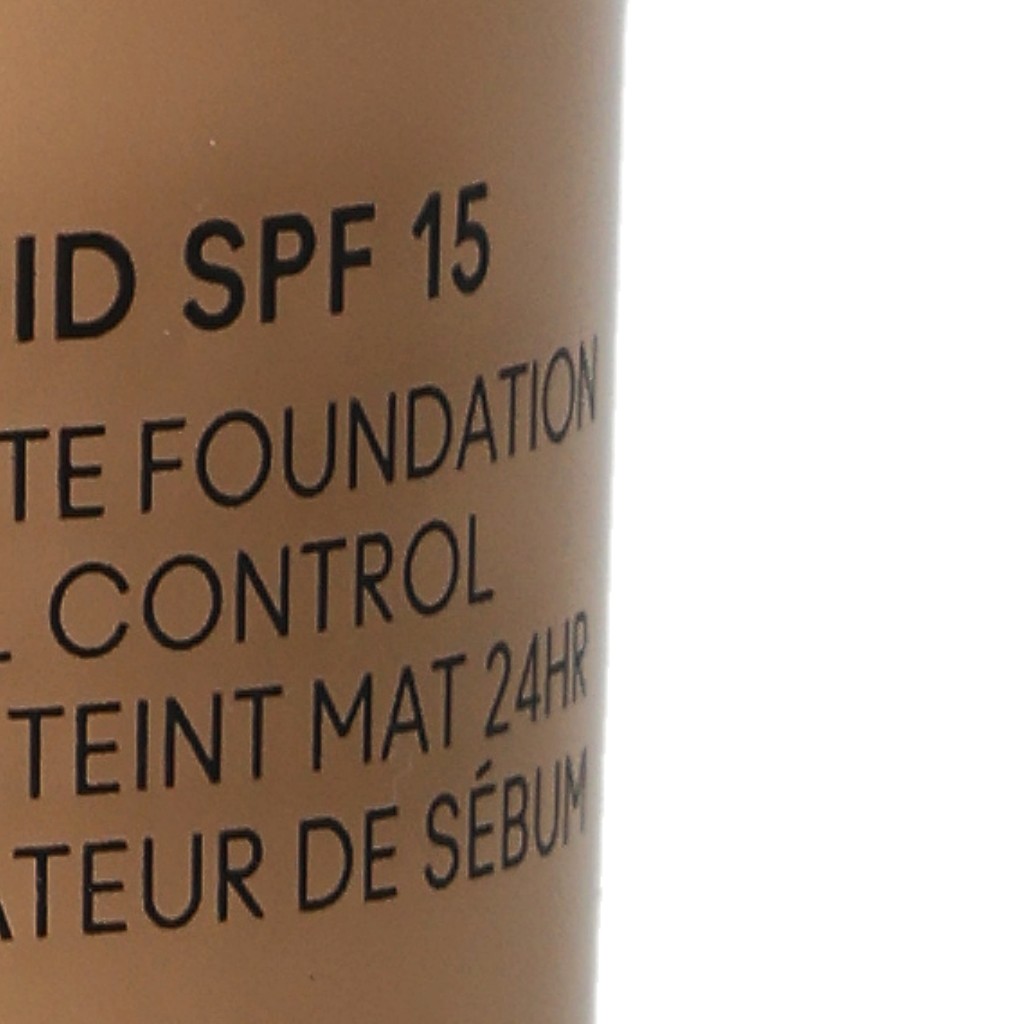 ID SPF 15
TE FOUNDATION
L CONTROL
TEINT MAT 24HR
ATEUR DE SÉBUM